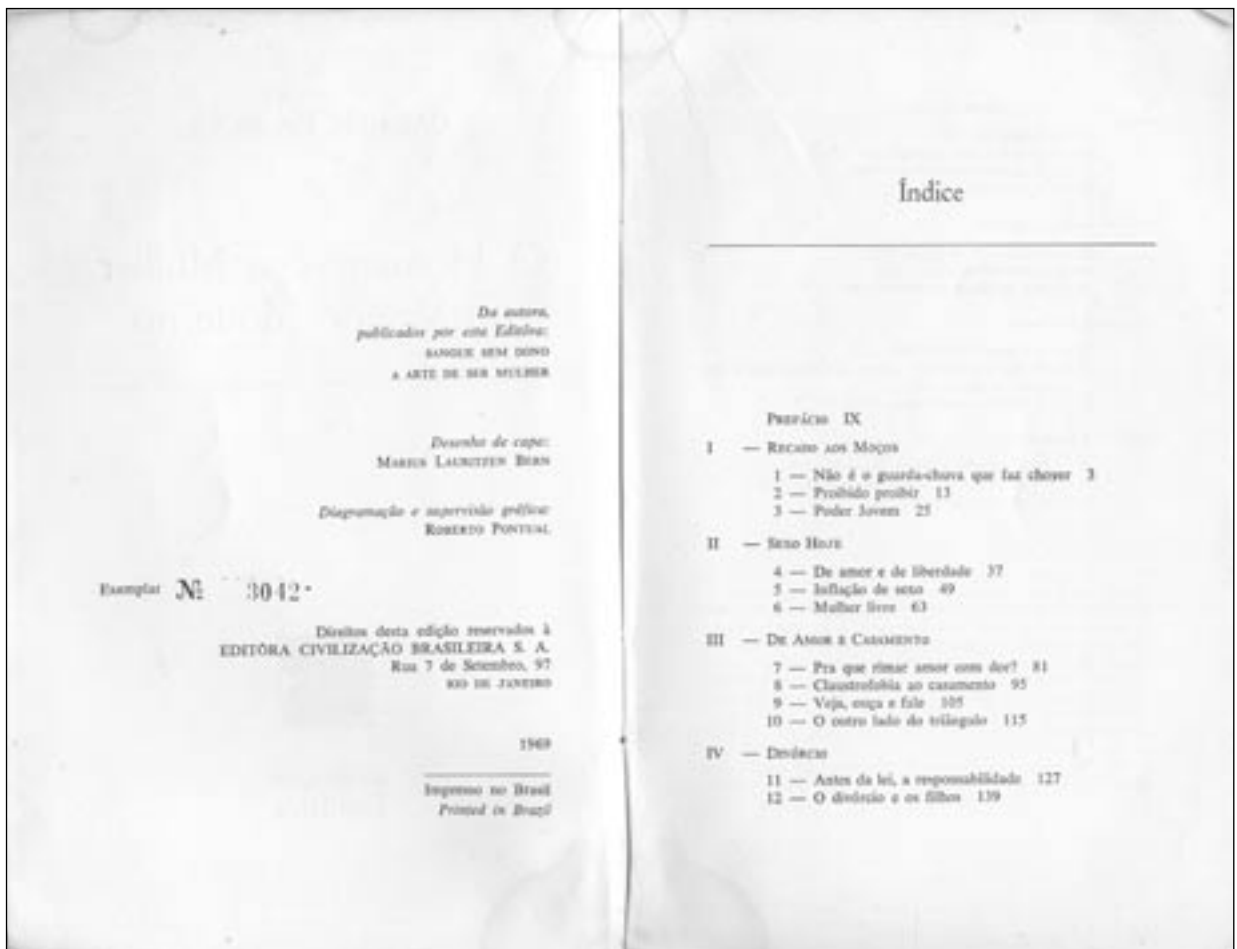 Da autora,
publicados por esta Editôra:
SANGUE SEM DONO
A ARTE DE SER MULHER
Desenho de capa:
MARIUS LAURITZEN BERN
Diagramação e supervisão gráfica:
ROBERTO PONTUAL
Exemplar Nº 3042
Direitos desta edição reservados à
EDITÔRA CIVILIZAÇÃO BRASILEIRA S. A.
Rua 7 de Setembro, 97
RIO DE JANEIRO
1969
Impresso no Brasil
Printed in Brazil
Índice
PREFÁCIO IX
I — RECADO AOS MOÇOS
1 — Não é o guarda-chuva que faz chover 3
2 — Proibido proibir 13
3 — Poder Jovem 25
II — SEXO HOJE
4 — De amor e de liberdade 37
5 — Inflação de sexo 49
6 — Mulher livre 63
III — DE AMOR E CASAMENTO
7 — Pra que rimar amor com dor? 81
8 — Claustrofobia ao casamento 95
9 — Veja, ouça e fale 105
10 — O outro lado do triângulo 115
IV — DIVÓRCIO
11 — Antes da lei, a responsabilidade 127
12 — O divórcio e os filhos 139